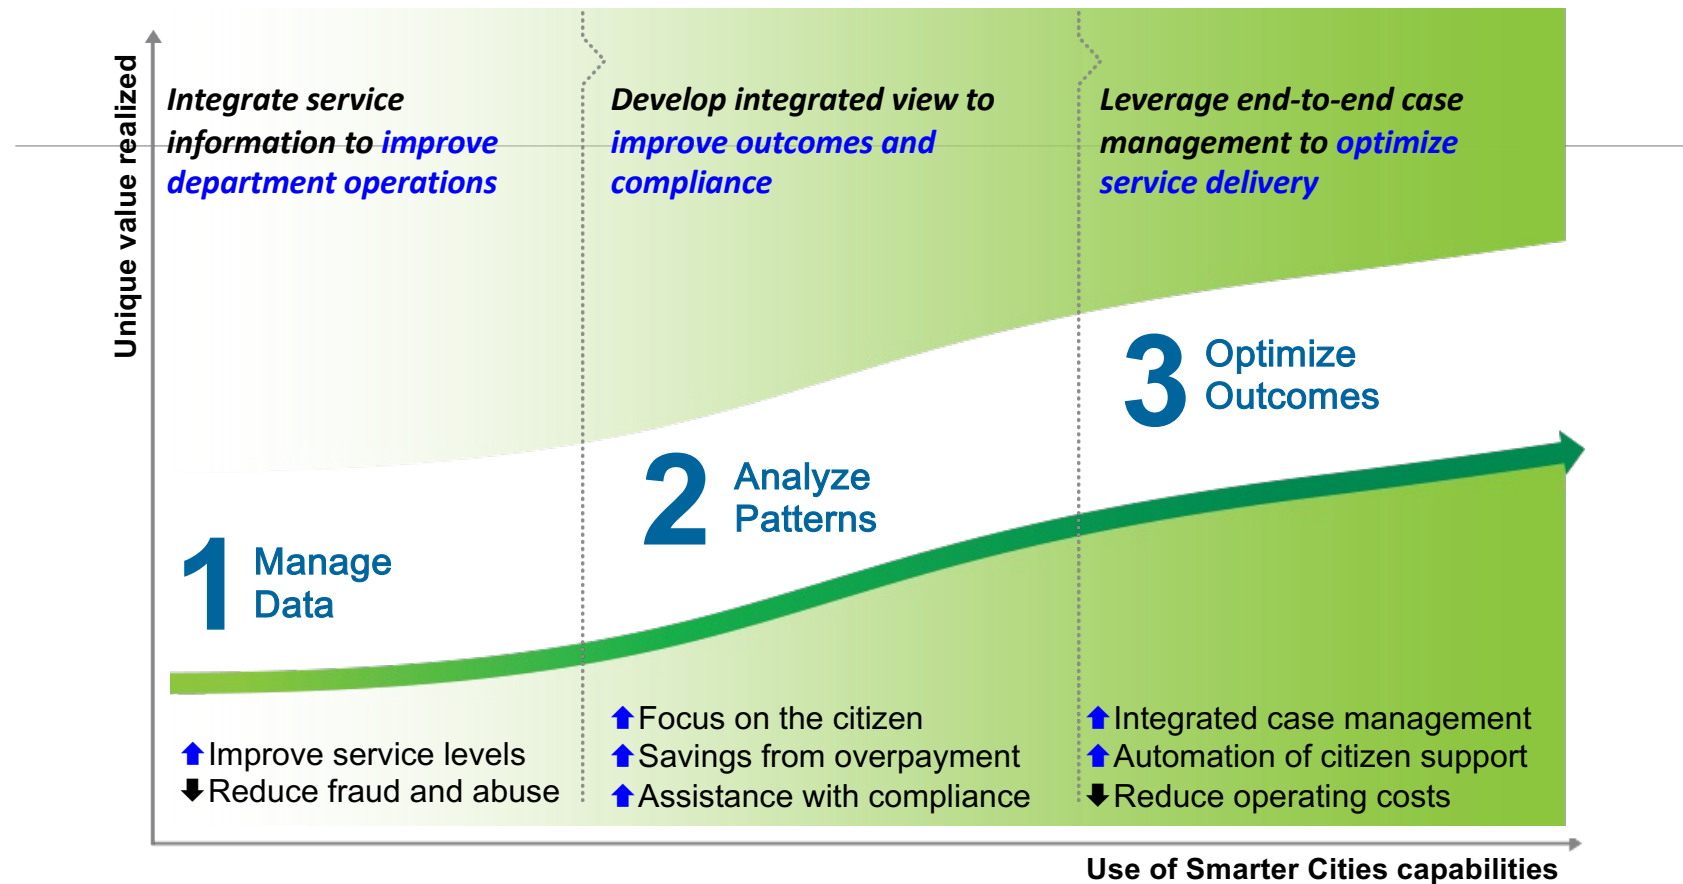 Unique value realized
Integrate service
information to improve
department operations
Develop integrated view to
improve outcomes and
compliance
Leverage end-to-end case
management to optimize
service delivery
1
Manage
Data
2
Analyze
Patterns
3
Optimize
Outcomes
Improve service levels
Reduce fraud and abuse
Focus on the citizen
Savings from overpayment
Assistance with compliance
Integrated case management
Automation of citizen support
Reduce operating costs
Use of Smarter Cities capabilities